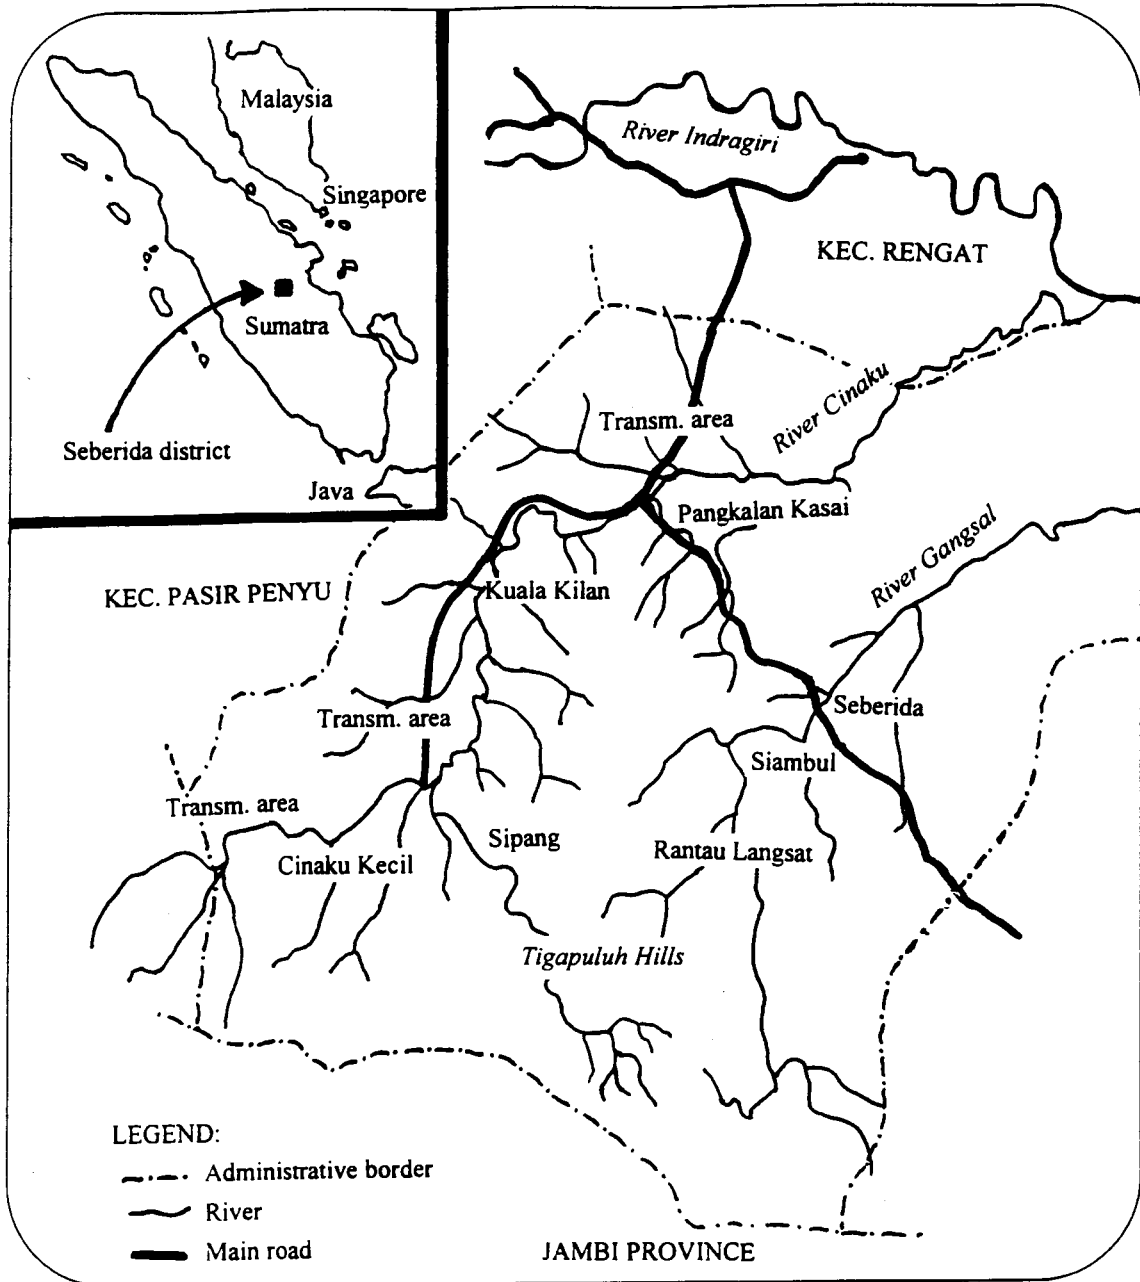 Malaysia
Singapore
Sumatra
Seberida district
Java
River Indragiri
KEC. RENGAT
River Cinaku
Transm. area
Pangkalan Kasai
River Gangsal
KEC. PASIR PENYU
Kuala Kilan
Transm. area
Seberida
Siambul
Transm. area
Sipang
Rantau Langsat
Cinaku Kecil
Tigapuluh Hills
LEGEND:
Administrative border
River
Main road
JAMBI PROVINCE